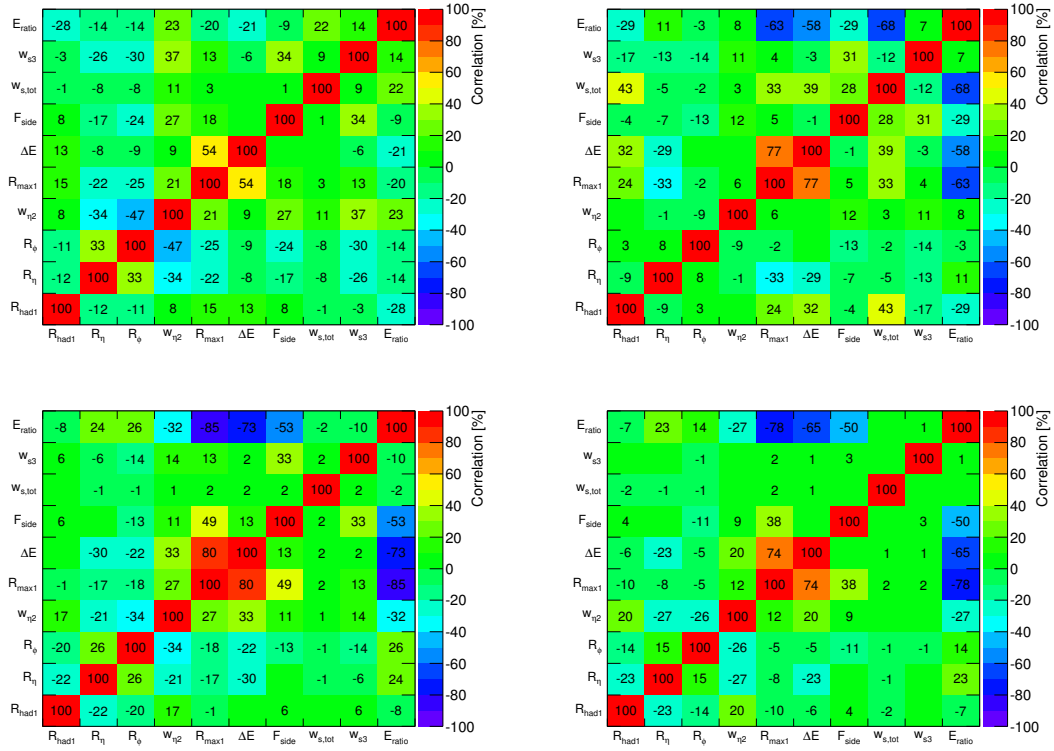 E_ratio -28 -14 -14 23 -20 -21 -9 22 14 100
w_s3 -3 -26 -30 37 13 -6 34 9 100 14
w_s,tot -1 -8 -8 11 3 1 100 9 22
F_side 8 -17 -24 27 18 100 1 34 -9
ΔE 13 -8 -9 9 54 100 -6 -21
R_max1 15 -22 -25 21 100 54 18 3 13 -20
w_η2 8 -34 -47 100 21 9 27 11 37 23
R_ϕ -11 33 100 -47 -25 -9 -24 -8 -30 -14
R_η -12 100 33 -34 -22 -8 -17 -8 -26 -14
R_had1 100 -12 -11 8 15 13 8 -1 -3 -28
R_had1 R_η R_ϕ w_η2 R_max1 ΔE F_side w_s,tot w_s3 E_ratio
100
80
60
40
20
0
-20
-40
-60
-80
-100
Correlation [%]
E_ratio -29 11 -3 8 -63 -58 -29 -68 7 100
w_s3 -17 -13 -14 11 4 -3 31 -12 100 7
w_s,tot 43 -5 -2 3 33 39 28 100 -12 -68
F_side -4 -7 -13 12 5 -1 100 28 31 -29
ΔE 32 -29 77 100 -1 39 -3 -58
R_max1 24 -33 -2 6 100 77 5 33 4 -63
w_η2 -1 -9 100 6 12 3 11 8
R_ϕ 3 8 100 -9 -2 -13 -2 -14 -3
R_η -9 100 8 -1 -33 -29 -7 -5 -13 11
R_had1 100 -9 3 24 32 -4 43 -17 -29
R_had1 R_η R_ϕ w_η2 R_max1 ΔE F_side w_s,tot w_s3 E_ratio
100
80
60
40
20
0
-20
-40
-60
-80
-100
Correlation [%]
E_ratio -8 24 26 -32 -85 -73 -53 -2 -10 100
w_s3 6 -6 -14 14 13 2 33 2 100 -10
w_s,tot -1 -1 1 2 2 2 100 2 -2
F_side 6 -13 11 49 13 100 2 33 -53
ΔE -30 -22 33 80 100 13 2 2 -73
R_max1 -1 -17 -18 27 100 80 49 2 13 -85
w_η2 17 -21 -34 100 27 33 11 1 14 -32
R_ϕ -20 26 100 -34 -18 -22 -13 -1 -14 26
R_η -22 100 26 -21 -17 -30 -1 -6 24
R_had1 100 -22 -20 17 -1 6 6 -8
R_had1 R_η R_ϕ w_η2 R_max1 ΔE F_side w_s,tot w_s3 E_ratio
100
80
60
40
20
0
-20
-40
-60
-80
-100
Correlation [%]
E_ratio -7 23 14 -27 -78 -65 -50 1 100
w_s3 -1 2 1 3 100 1
w_s,tot -2 -1 -1 2 1 100
F_side 4 -11 9 38 100 3 -50
ΔE -6 -23 -5 20 74 100 1 1 -65
R_max1 -10 -8 -5 12 100 74 38 2 2 -78
w_η2 20 -27 -26 100 12 20 9 -27
R_ϕ -14 15 100 -26 -5 -5 -11 -1 -1 14
R_η -23 100 15 -27 -8 -23 -1 23
R_had1 100 -23 -14 20 -10 -6 4 -2 -7
R_had1 R_η R_ϕ w_η2 R_max1 ΔE F_side w_s,tot w_s3 E_ratio
100
80
60
40
20
0
-20
-40
-60
-80
-100
Correlation [%]